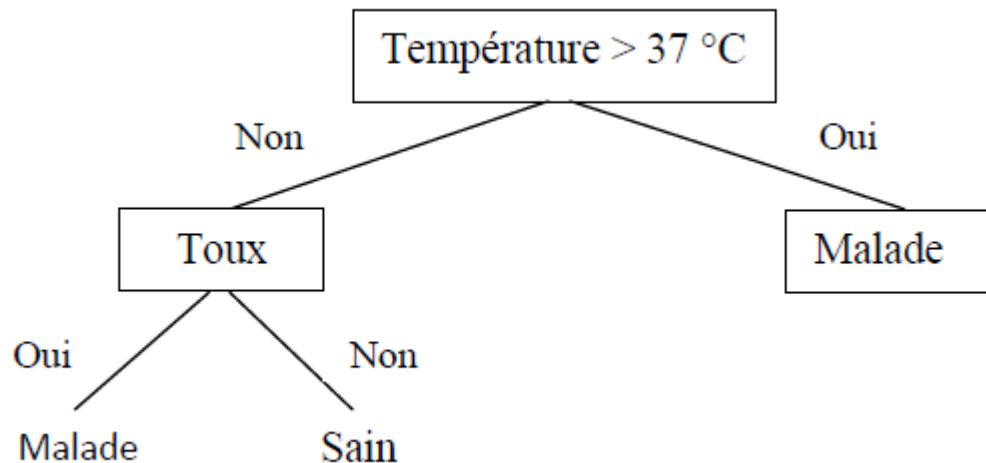 Température > 37 °C
Non
Oui
Toux
Malade
Oui
Non
Malade
Sain